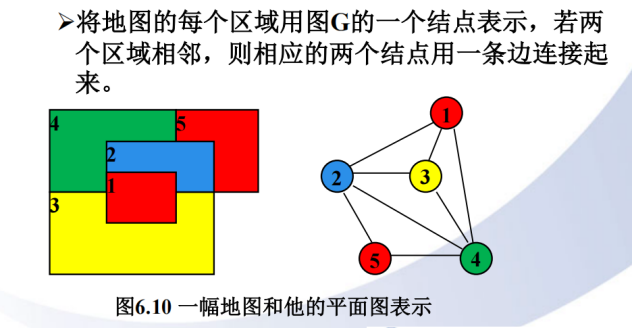 ➢将地图的每个区域用图G的一个结点表示，若两
个区域相邻，则相应的两个结点用一条边连接起
来。
4 5
2
1
3
1
2 3
5 4
图6.10 一幅地图和他的平面图表示